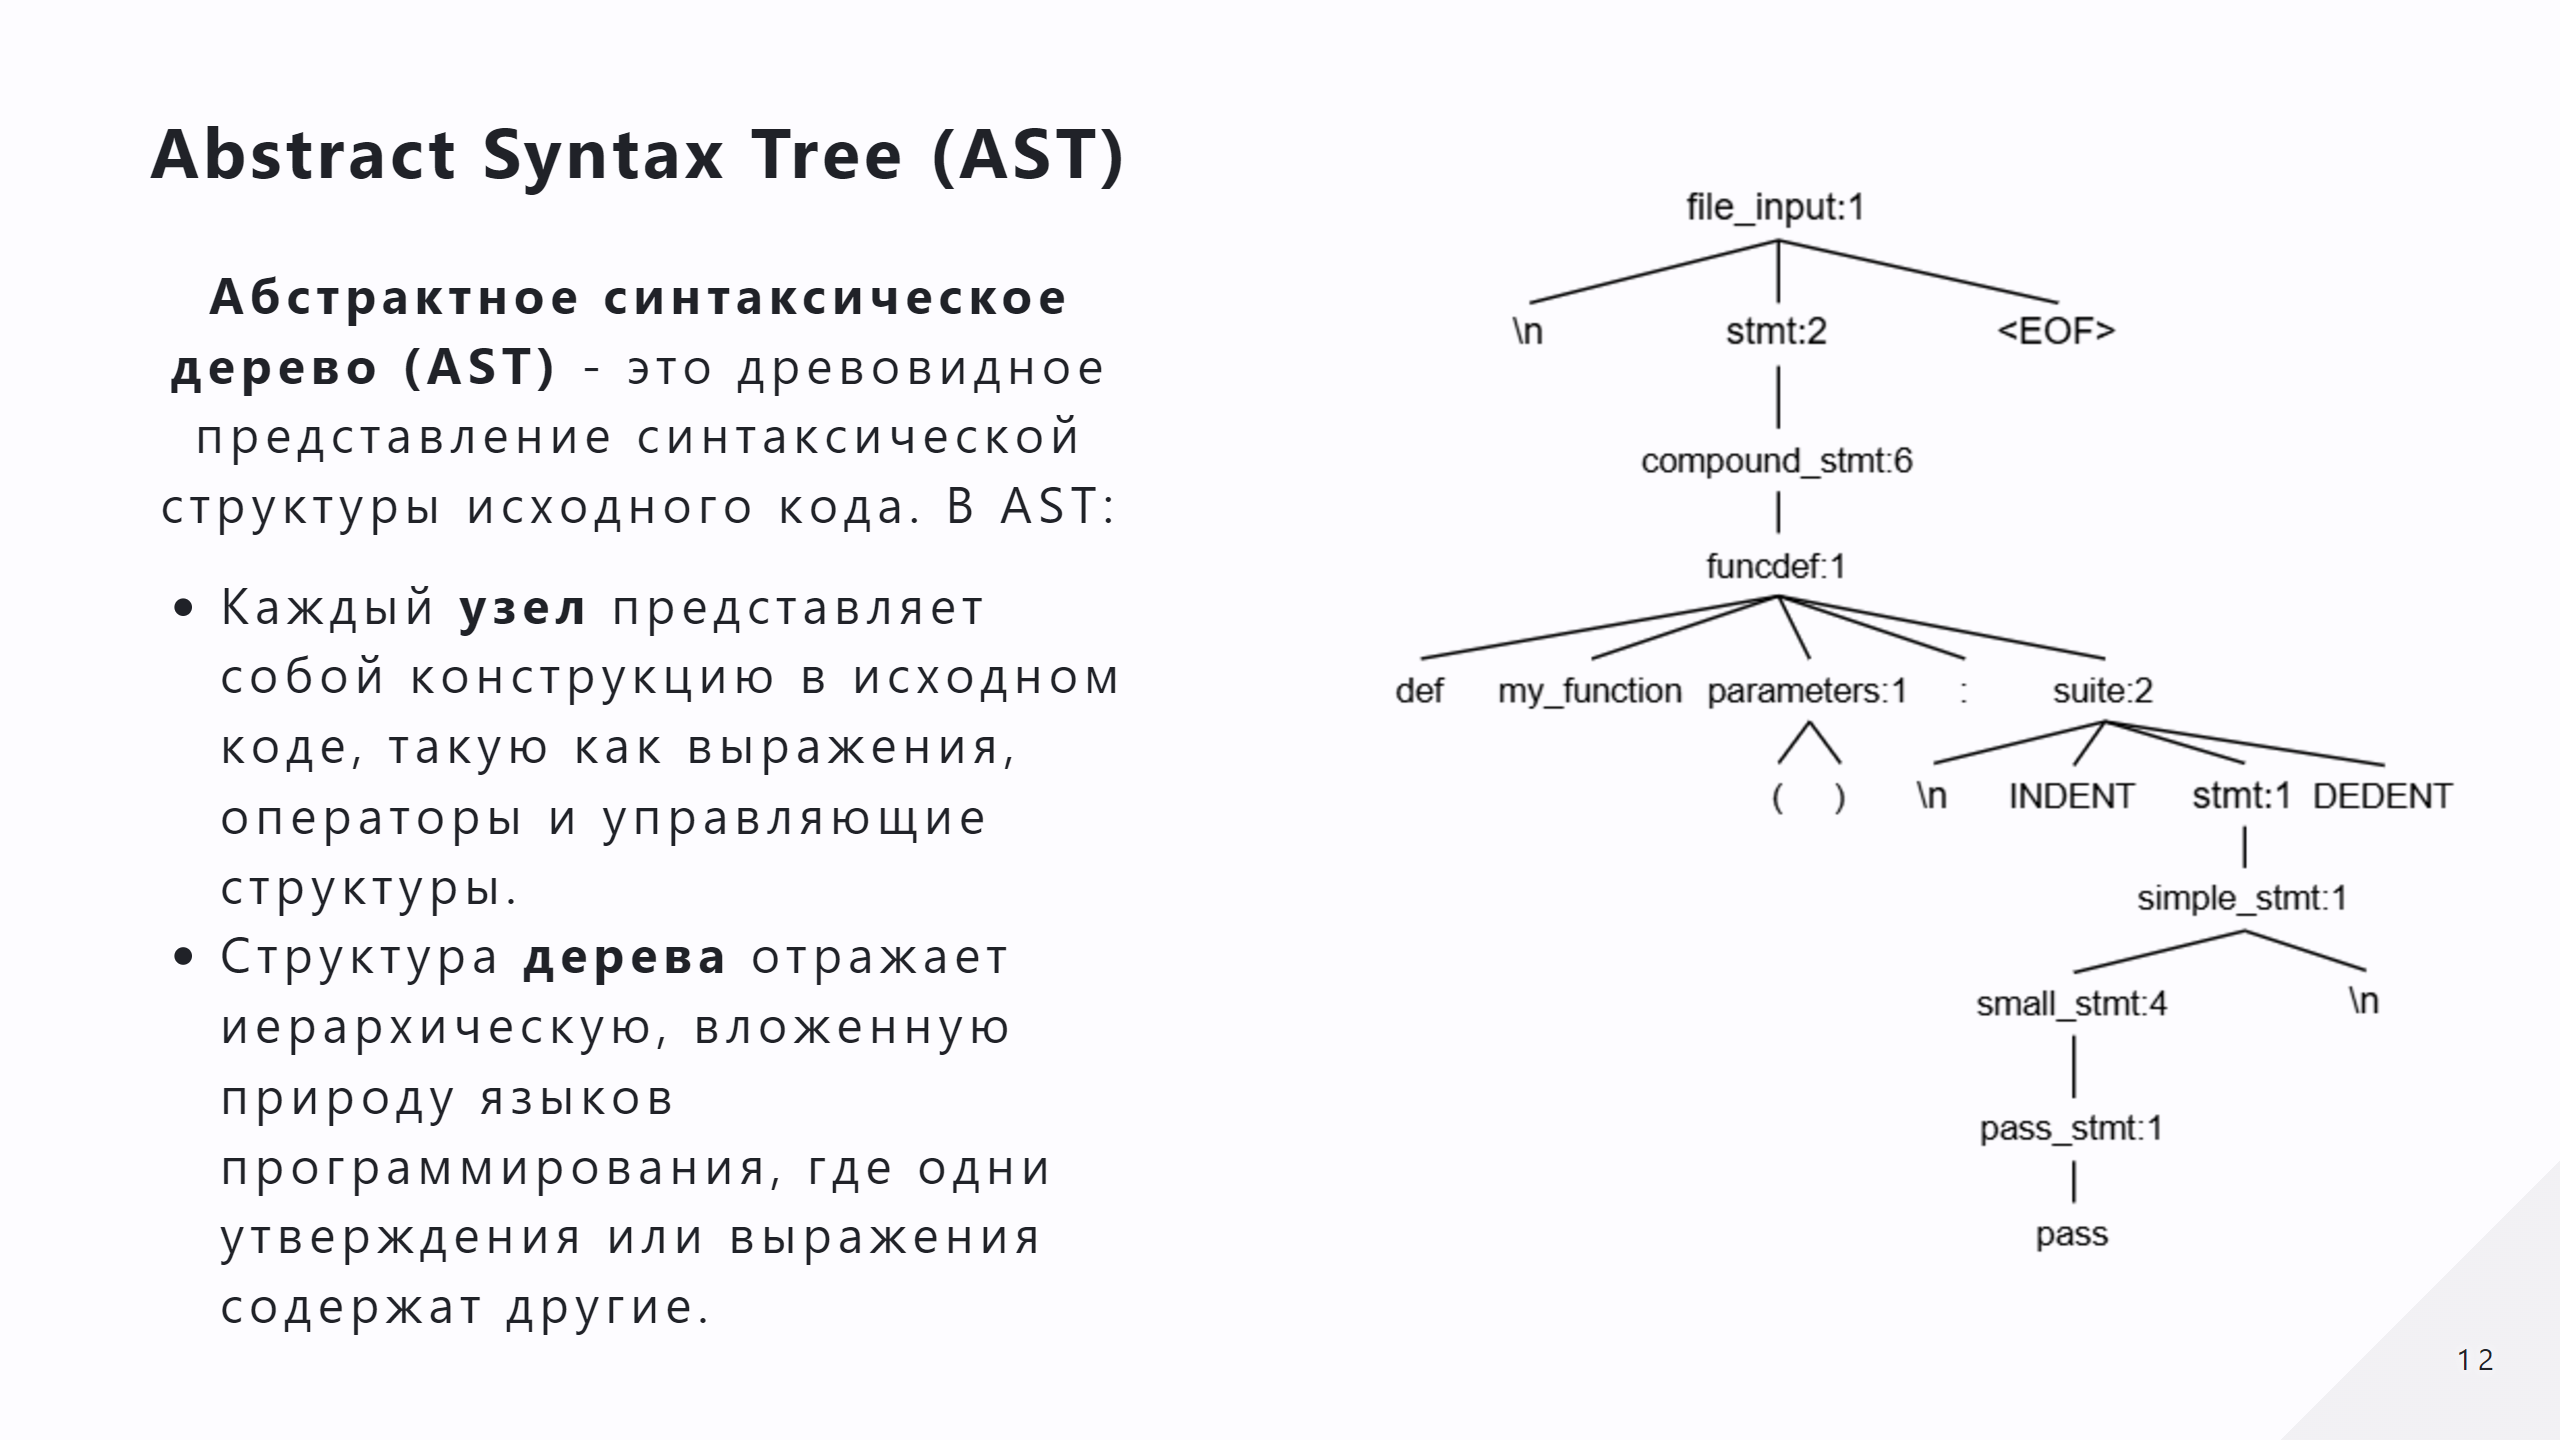 Abstract Syntax Tree (AST)
Абстрактное синтаксическое
дерево (AST) - это древовидное
представление синтаксической
структуры исходного кода. В AST:
• Каждый узел представляет
собой конструкцию в исходном
коде, такую как выражения,
операторы и управляющие
структуры.
• Структура дерева отражает
иерархическую, вложенную
природу языков
программирования, где одни
утверждения или выражения
содержат другие.
file_input:1
\n stmt:2 <EOF>
compound_stmt:6
funcdef:1
def my_function parameters:1 : suite:2
( ) \n INDENT stmt:1 DEDENT
simple_stmt:1
small_stmt:4 \n
pass_stmt:1
pass
12